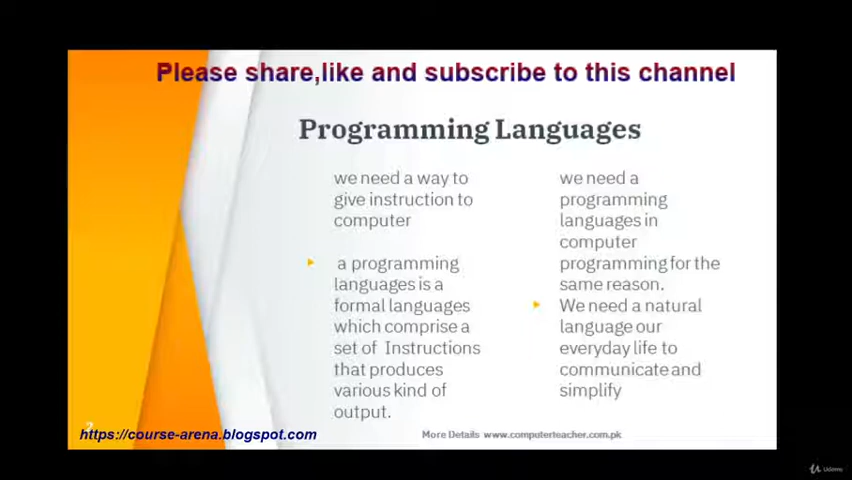 Please share,like and subscribe to this channel
Programming Languages
we need a way to
give instruction to
computer
a programming
languages is a
formal languages
which comprise a
set of Instructions
that produces
various kind of
output.
we need a
programming
languages in
computer
programming for the
same reason.
We need a natural
language our
everyday life to
communicate and
simplify
2
https://course-arena.blogspot.com
More Details www.computerteacher.com.pk
Udemy